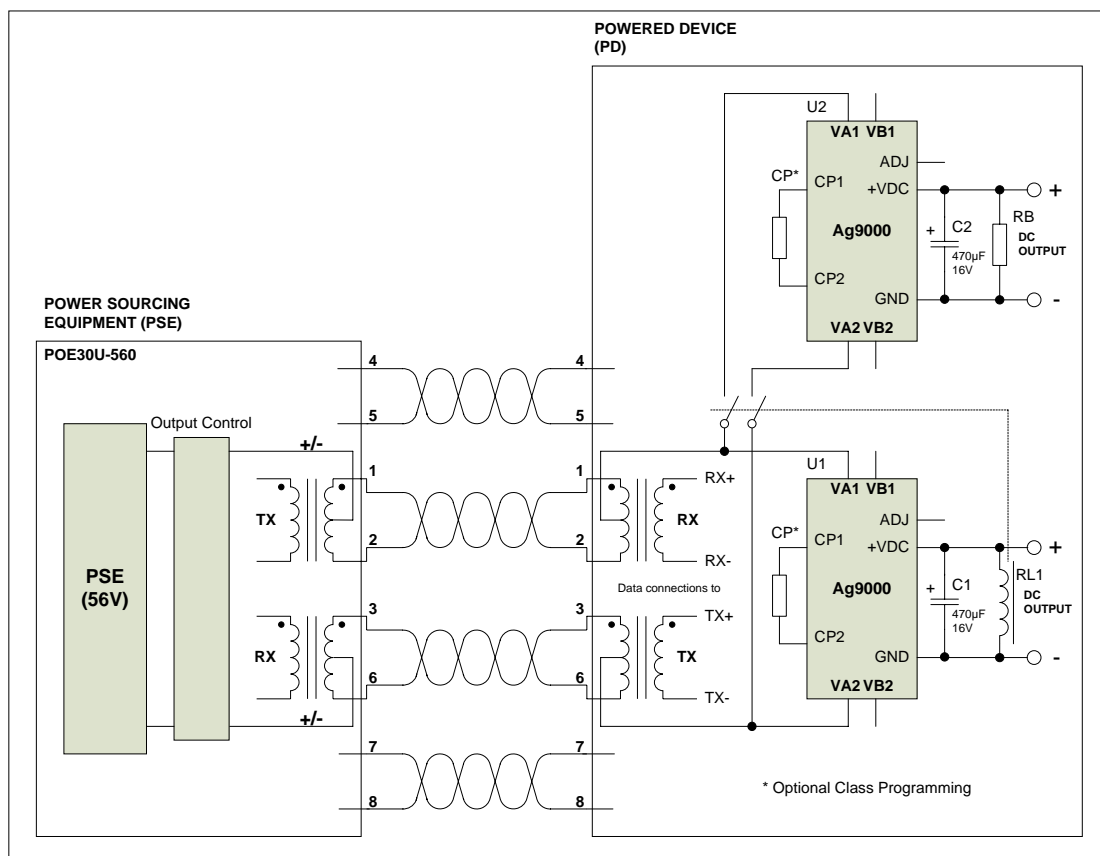 POWERED DEVICE
(PD)
U2
VA1 VB1
ADJ
CP*
CP1
+VDC
+
RB
+
C2
DC
OUTPUT
Ag9000
470µF
16V
CP2
GND
-
VA2 VB2
POWER SOURCING
EQUIPMENT (PSE)
POE30U-560
4
4
Output Control
5
5
+/-
U1
1
1
RX+
VA1 VB1
ADJ
TX
RX
CP*
CP1
+VDC
+
2
2
RX-
RL1
PSE
(56V)
Data connections to
+
C1
DC
OUTPUT
Ag9000
470µF
16V
3
3
TX+
CP2
RX
TX
GND
-
6
6
TX-
VA2 VB2
+/-
7
7
* Optional Class Programming
8
8